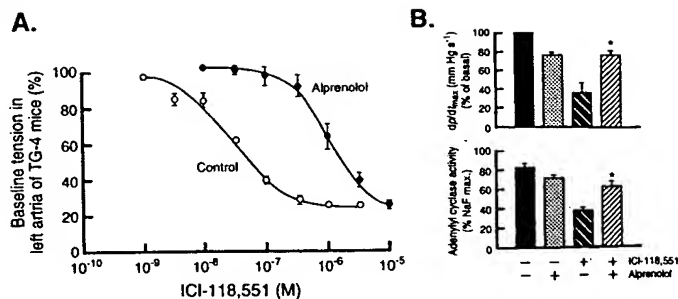 A.
Baseline tension in
left artria of TG-4 mice (%)
100
80
60
40
20
0
Alprenolol
Control
10-10
10-9
10-8
10-7
10-6
10-5
ICI-118,551 (M)
B.
dp/dtmax (mm Hg a-1)
(% of basal)
100
80
60
40
20
0
*
Adenylyl cyclase activity
(% NaF max.)
100
80
60
40
20
0
*
− − + + ICI-118,551
− + − + Alprenolol